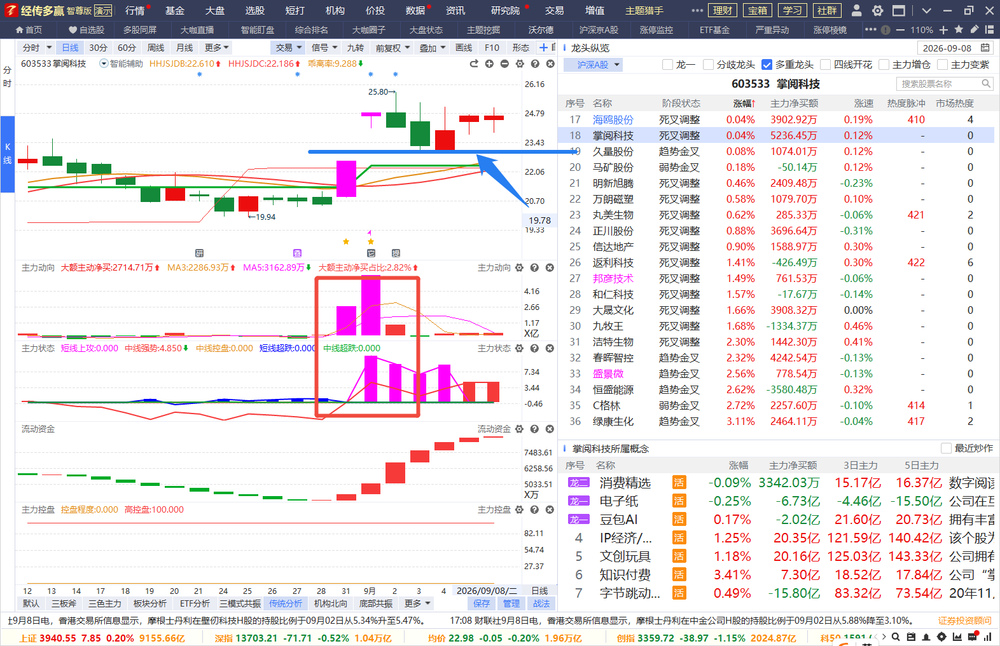 经传多赢 智尊版 演示 行情 基金 大盘 选股 短打 机构 价投 数据 资讯 研究院 交易 增值 主题猎手 理财 宝箱 学习 社群
首页 自选股 多股同屏 大咖直播 智能盯盘 综合排名 大咖圈子 大盘状态 主题挖掘 沃尔德 沪深京A股 涨停监控 ETF基金 严重异动 涨停棱镜 110%
分时 日线 30分 60分 周线 月线 更多 交易 信号 九转 前复权 叠加 画线 F10 形态
分时
K线
603533 掌阅科技 智能辅助 HHJSJDB:22.610 HHJSJDC:22.186 乖离率:9.288
25.80
←19.94
26.16
24.79
23.43
22.06
20.70
19.78
19.33
研 叠 它 提
主力动向 大额主动净买:2714.71万 MA3:2286.93万 MA5:3162.89万 大额主动净买占比:2.82% 主力动向
4.16
2.66
1.17
X亿
主力状态 短线上攻:0.000 中线强势:4.850 中线控盘:0.000 短线超跌:0.000 中线超跌:0.000 主力状态
7.34
3.44
-0.46
流动资金 流动资金
7483.61
6258.56
5033.51
X万
主力控盘 控盘程度:0.000 高控盘:100.000 主力控盘
82.11
54.74
27.37
12 13 14 17 18 19 20 21 24 25 26 27 28 31 9月 2 3 4 2026/09/08/二 日线
默认 三板斧 三色主力 板块分析 ETF分析 三模式共振 传统分析 机构北向 底部共振 更多 保存 管理 战法
龙头纵览 2026-09-08
沪深A股 龙一 分歧龙头 多重龙头 四线开花 主力增仓 主力变紫
603533 掌阅科技 搜索股票名称
序号 名称 阶段状态 涨幅 主力净买额 涨速 热度脉冲 市场热度
17 海鸥股份 死叉调整 0.04% 3902.92万 0.19% 410 4
18 掌阅科技 死叉调整 0.04% 5236.45万 0.12% - 0
19 久量股份 趋势金叉 0.08% 1074.01万 0.12% - 0
20 马矿股份 弱势金叉 0.18% -50.14万 0.12% - 0
21 明新旭腾 死叉调整 0.46% 2409.48万 -0.23% - 0
22 万朗磁塑 死叉调整 0.58% 1079.70万 0.10% - 0
23 丸美生物 死叉调整 0.62% 285.33万 -0.06% 421 2
24 正川股份 死叉调整 0.88% 3696.64万 -0.31% - 0
25 信达地产 死叉调整 0.90% 1588.97万 0.30% - 0
26 返利科技 死叉调整 1.41% -426.49万 0.30% 422 6
27 邦彦技术 死叉调整 1.49% 761.53万 -0.06% - 0
28 和仁科技 死叉调整 1.57% -17.67万 -0.14% - 0
29 大晟文化 死叉调整 1.66% 3908.32万 0.00% - 0
30 九牧王 死叉调整 1.68% -1334.37万 0.46% - 0
31 洁特生物 死叉调整 2.30% 1442.30万 0.41% - 0
32 春晖智控 趋势金叉 2.32% 4242.54万 -0.13% - 0
33 盛景微 趋势金叉 2.56% 778.54万 -0.13% - 0
34 恒盛能源 趋势金叉 2.62% -3580.48万 0.32% - 0
35 C格林 弱势金叉 2.72% 2257.60万 -0.10% 414 1
36 绿康生化 趋势金叉 3.11% 2464.11万 -0.04% 417 2
掌阅科技所属概念 最近炒作
序号 名称 涨幅 主力净买额 3日主力 5日主力
龙二 消费精选 活 -0.09% 3342.03万 15.17亿 16.37亿 数字阅读
龙一 电子纸 活 -0.25% -6.73亿 -4.46亿 -15.50亿 公司在互
龙一 豆包AI 活 0.17% -2.02亿 21.60亿 20.73亿 拥有丰富
4 IP经济/... 活 1.25% 20.35亿 121.59亿 140.42亿 该个股为
5 文创玩具 活 1.18% 20.16亿 125.03亿 143.33亿 公司拥有
6 知识付费 活 3.41% 7.30亿 18.52亿 17.84亿 公司“掌
7 字节跳动... 活 0.49% -15.80亿 83.32亿 73.54亿 20年11,
社9月8日电，香港交易所信息显示，摩根士丹利在壁仞科技H股的持股比例于09月02日从5.34%升至5.47%。 17:08 财联社9月8日电，香港交易所信息显示，摩根士丹利在中金公司H股的持股比例于09月02日从5.88%降至3.10%。 证券投资顾问
上证 3940.55 7.85 0.20% 9155.66亿 深指 13703.21 -71.71 -0.52% 1.04万亿 均价 22.98 -0.05 -0.20% 1.96万亿 创指 3359.72 -38.97 -1.15% 2024.87亿 科50